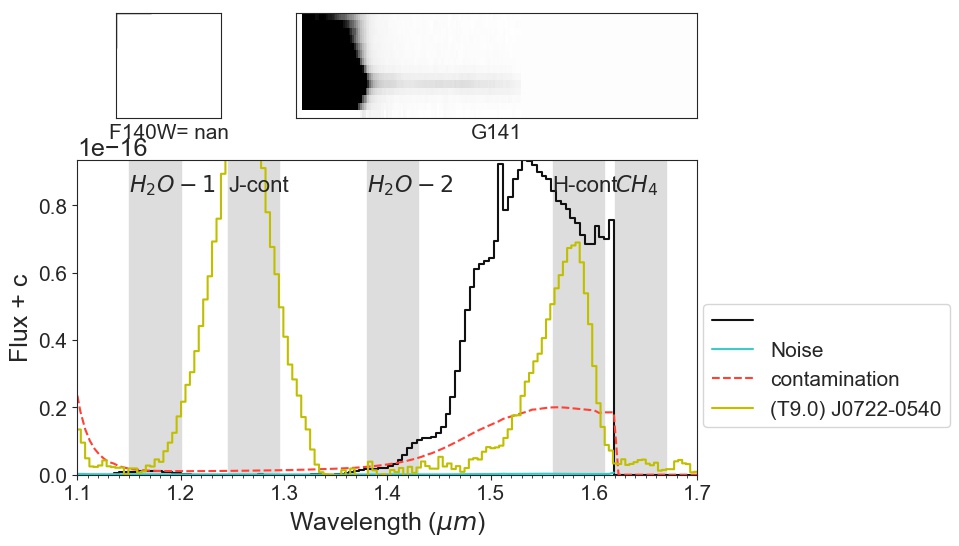 F140W= nan
G141
1e−16
H₂O − 1
J-cont
H₂O − 2
H-cont
CH₄
0.8
0.6
0.4
0.2
0.0
Flux + c
1.1
1.2
1.3
1.4
1.5
1.6
1.7
Wavelength (μm)
Noise
contamination
(T9.0) J0722-0540